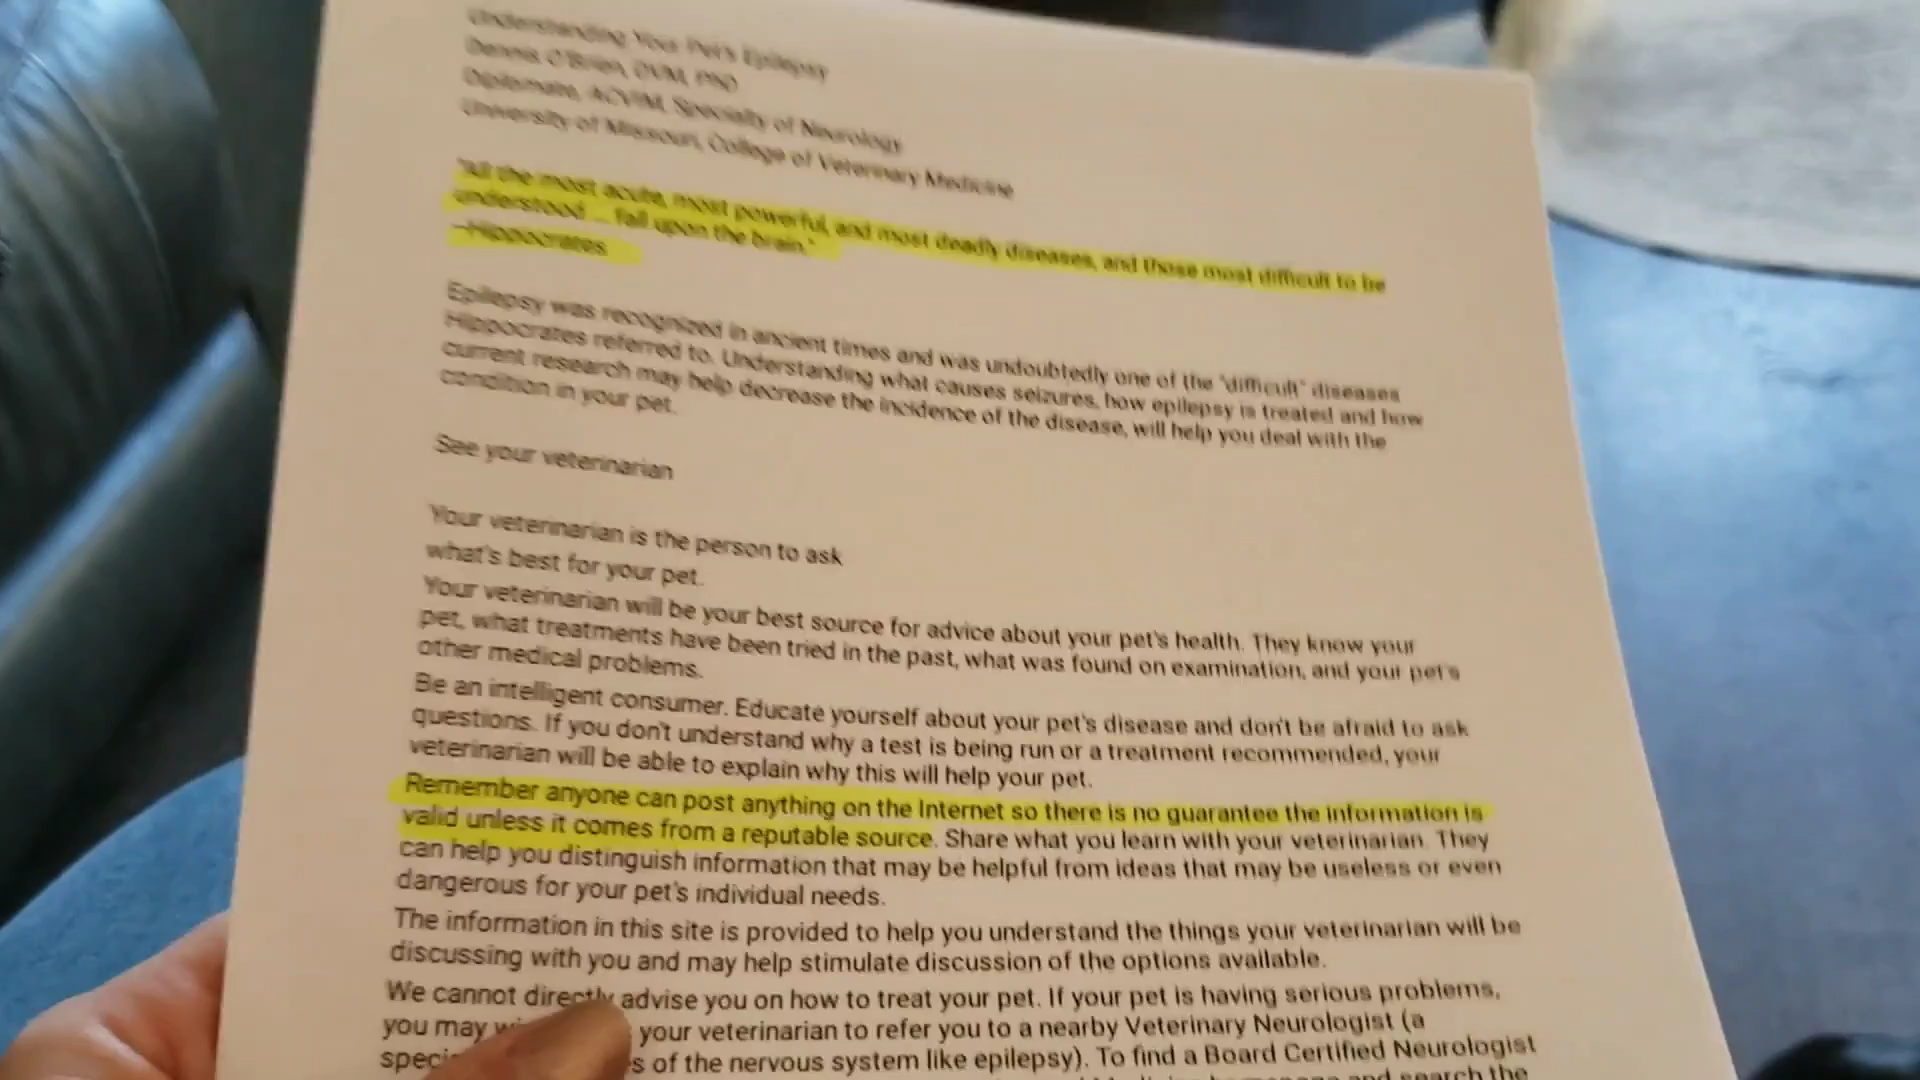 Understanding Your Pet's Epilepsy
Dennis O'Brien, DVM, PhD
Diplomate, ACVIM, Specialty of Neurology
University of Missouri, College of Veterinary Medicine
"All the most acute, most powerful, and most deadly diseases, and those most difficult to be
understood... fall upon the brain."
–Hippocrates
Epilepsy was recognized in ancient times and was undoubtedly one of the "difficult" diseases
Hippocrates referred to. Understanding what causes seizures, how epilepsy is treated and how
current research may help decrease the incidence of the disease, will help you deal with the
condition in your pet.
See your veterinarian
Your veterinarian is the person to ask
what's best for your pet.
Your veterinarian will be your best source for advice about your pet's health. They know your
pet, what treatments have been tried in the past, what was found on examination, and your pet's
other medical problems.
Be an intelligent consumer. Educate yourself about your pet's disease and don't be afraid to ask
questions. If you don't understand why a test is being run or a treatment recommended, your
veterinarian will be able to explain why this will help your pet.
Remember anyone can post anything on the Internet so there is no guarantee the information is
valid unless it comes from a reputable source. Share what you learn with your veterinarian. They
can help you distinguish information that may be helpful from ideas that may be useless or even
dangerous for your pet's individual needs.
The information in this site is provided to help you understand the things your veterinarian will be
discussing with you and may help stimulate discussion of the options available.
We cannot directly advise you on how to treat your pet. If your pet is having serious problems,
you may your veterinarian to refer you to a nearby Veterinary Neurologist (a
of the nervous system like epilepsy). To find a Board Certified Neurologist
and search the